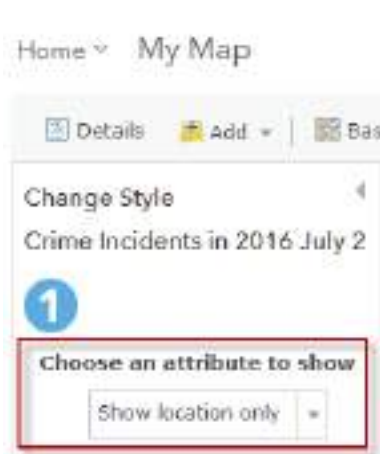 Home My Map
Details Add Bas
Change Style
Crime Incidents in 2016 July 2
1
Choose an attribute to show
Show location only